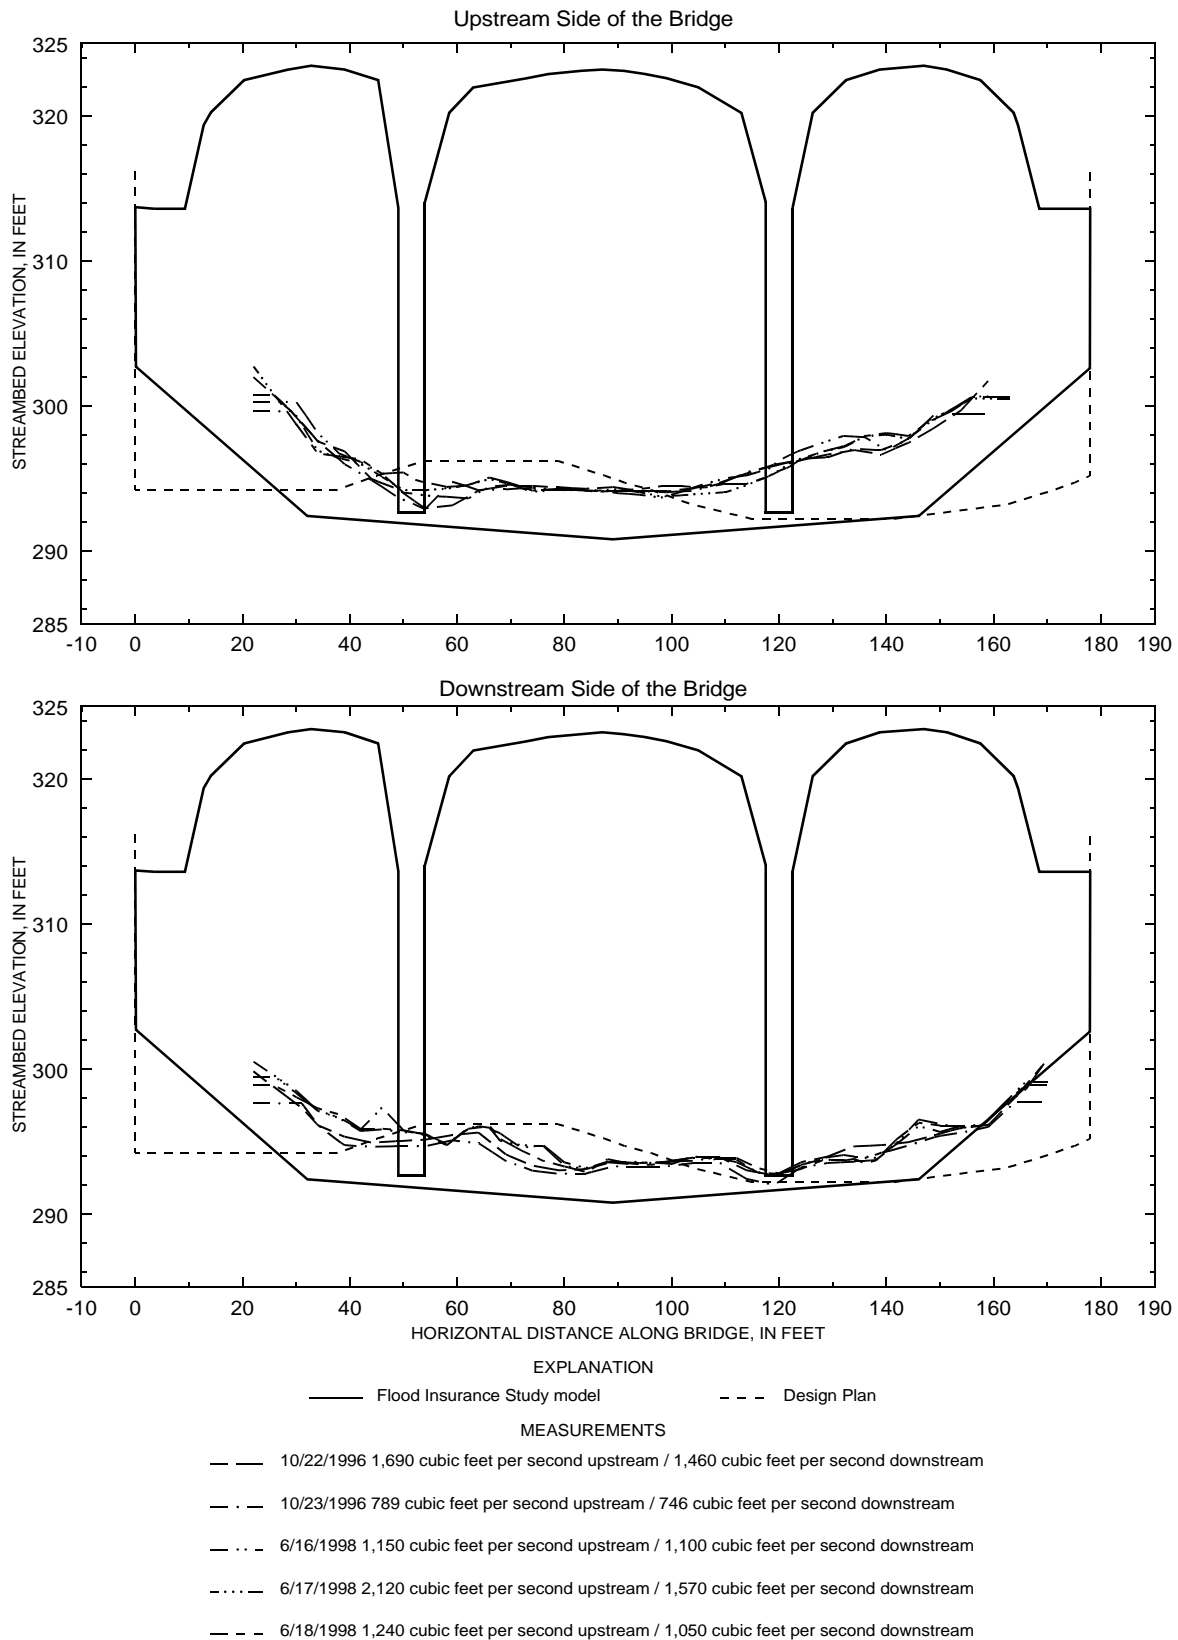 Upstream Side of the Bridge
325
320
310
300
290
285
STREAMBED ELEVATION, IN FEET
-10 0 20 40 60 80 100 120 140 160 180 190
Downstream Side of the Bridge
325
320
310
300
290
285
STREAMBED ELEVATION, IN FEET
-10 0 20 40 60 80 100 120 140 160 180 190
HORIZONTAL DISTANCE ALONG BRIDGE, IN FEET
EXPLANATION
Flood Insurance Study model Design Plan
MEASUREMENTS
10/22/1996 1,690 cubic feet per second upstream / 1,460 cubic feet per second downstream
10/23/1996 789 cubic feet per second upstream / 746 cubic feet per second downstream
6/16/1998 1,150 cubic feet per second upstream / 1,100 cubic feet per second downstream
6/17/1998 2,120 cubic feet per second upstream / 1,570 cubic feet per second downstream
6/18/1998 1,240 cubic feet per second upstream / 1,050 cubic feet per second downstream